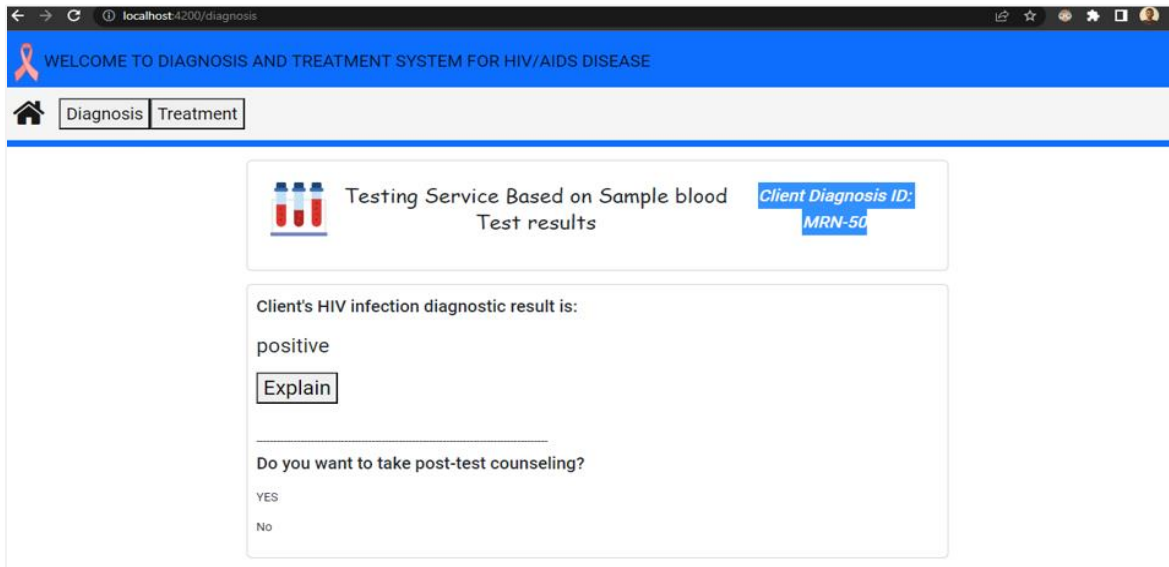 localhost:4200/diagnosis
WELCOME TO DIAGNOSIS AND TREATMENT SYSTEM FOR HIV/AIDS DISEASE
Diagnosis Treatment
Testing Service Based on Sample blood
Test results
Client Diagnosis ID:
MRN-50
Client's HIV infection diagnostic result is:
positive
Explain
Do you want to take post-test counseling?
YES
No